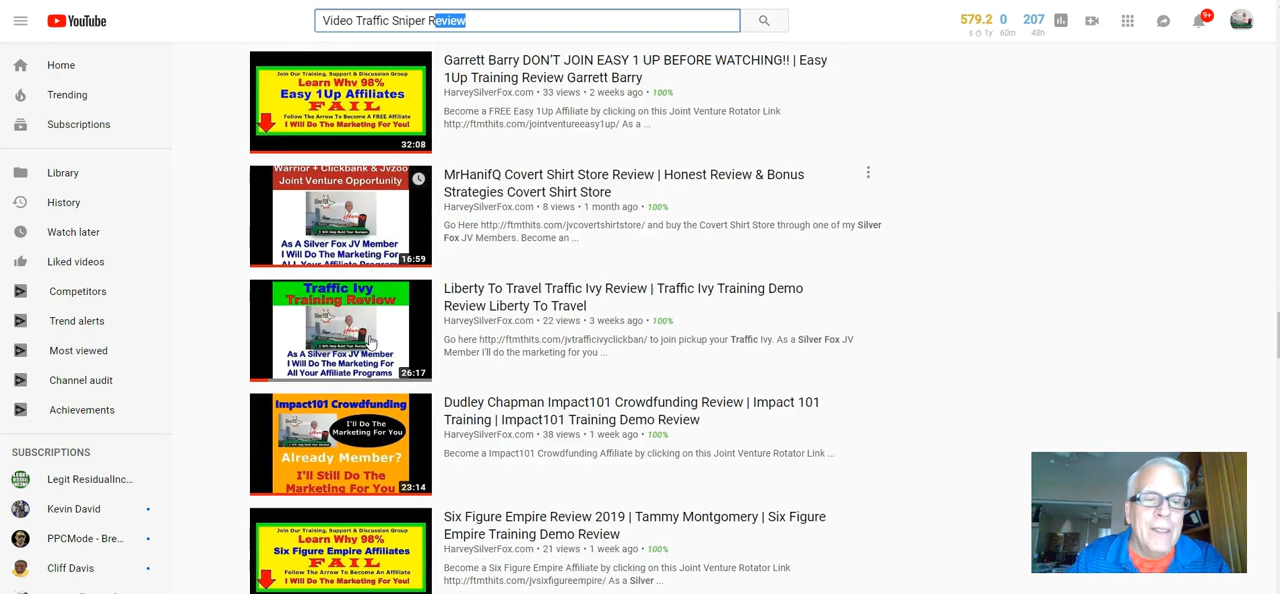 YouTube
Video Traffic Sniper Review
579.2 0 207
$ 1y 60m 48h
9+
Home
Trending
Subscriptions
Library
History
Watch later
Liked videos
Competitors
Trend alerts
Most viewed
Channel audit
Achievements
SUBSCRIPTIONS
Legit ResidualInc...
Kevin David
PPCMode - Bre...
Cliff Davis
Join Our Training, Support & Discussion Group
Learn Why 98%
Easy 1Up Affiliates
FAIL
Follow The Arrow To Become A FREE Affiliate
I Will Do The Marketing For You!
32:08
Garrett Barry DON'T JOIN EASY 1 UP BEFORE WATCHING!! | Easy
1Up Training Review Garrett Barry
HarveySilverFox.com • 33 views • 2 weeks ago • 100%
Become a FREE Easy 1Up Affiliate by clicking on this Joint Venture Rotator Link
http://ftmthits.com/jointventureeasy1up/ As a ...
Warrior + Clickbank & Jvzoo
Joint Venture Opportunity
As A Silver Fox JV Member
I Will Do The Marketing For
ALL Your Affiliate Programs
16:59
MrHanifQ Covert Shirt Store Review | Honest Review & Bonus
Strategies Covert Shirt Store
HarveySilverFox.com • 8 views • 1 month ago • 100%
Go Here http://ftmthits.com/jvcovertshirtstore/ and buy the Covert Shirt Store through one of my Silver
Fox JV Members. Become an ...
Traffic Ivy
Training Review
As A Silver Fox JV Member
I Will Do The Marketing For
All Your Affiliate Programs
26:17
Liberty To Travel Traffic Ivy Review | Traffic Ivy Training Demo
Review Liberty To Travel
HarveySilverFox.com • 22 views • 3 weeks ago • 100%
Go here http://ftmthits.com/jvtrafficivyclickban/ to join pickup your Traffic Ivy. As a Silver Fox JV
Member I'll do the marketing for you ...
Impact101 Crowdfunding
I'll Do The
Marketing For You
Already Member?
I'll Still Do The
Marketing For You
23:14
Dudley Chapman Impact101 Crowdfunding Review | Impact 101
Training | Impact101 Training Demo Review
HarveySilverFox.com • 38 views • 1 week ago • 100%
Become a Impact101 Crowdfunding Affiliate by clicking on this Joint Venture Rotator Link ...
Join Our Training, Support & Discussion Group
Learn Why 98%
Six Figure Empire Affiliates
FAIL
Follow The Arrow To Become An Affiliate
I Will Do The Marketing For You!
Six Figure Empire Review 2019 | Tammy Montgomery | Six Figure
Empire Training Demo Review
HarveySilverFox.com • 21 views • 1 week ago • 100%
Become a Six Figure Empire Affiliate by clicking on this Joint Venture Rotator Link
http://ftmthits.com/jvsixfigureempire/ As a Silver ...